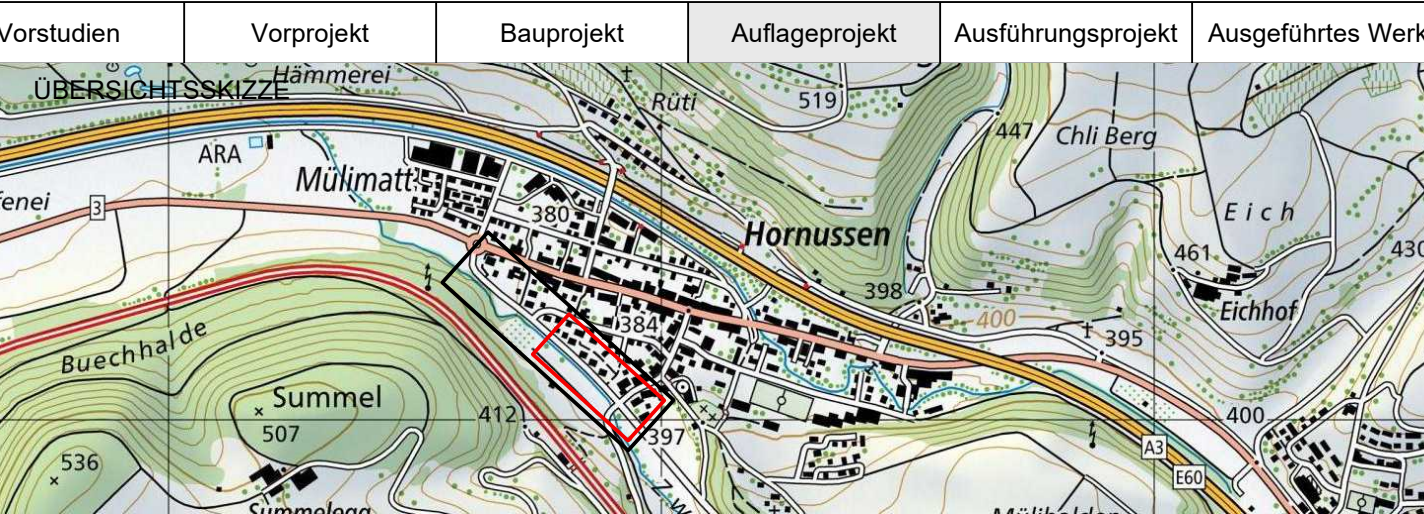 Vorstudien
Vorprojekt
Bauprojekt
Auflageprojekt
Ausführungsprojekt
Ausgeführtes Werk
ÜBERSICHTSSKIZZE
Hämmerei
Rüti
519
447
Chli Berg
ARA
Mülimatt
380
fenei
3
Eich
Hornussen
461
430
398
Eichhof
384
400
395
Buechhalde
Summel
507
412
397
400
536
A3
E60
Summelegg
Z W
Mülihalden